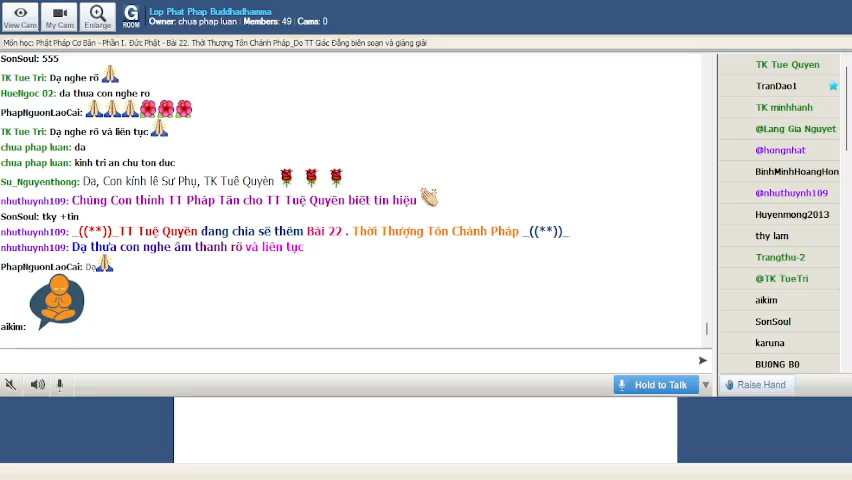 View Cam
My Cam
Enlarge
G ROOM
Lop Phat Phap Buddhadhamma
Owner: chua phap luan | Members: 49 | Cams: 0
Môn học: Phật Pháp Cơ Bản - Phần I. Đức Phật - Bài 22. Thời Thượng Tôn Chánh Pháp_Do TT Giác Đẳng biên soạn và giảng giải
SonSoul: 555
TK Tue Tri: Dạ nghe rõ
HueNgoc 02: da thua con nghe ro
PhapNguonLaoCai:
TK Tue Tri: Dạ nghe rõ và liên tục
chua phap luan: da
chua phap luan: kinh tri an chu ton duc
Su_Nguyenthong: Dạ, Con kính lễ Sư Phụ, TK Tuê Quyèn
nhuthuynh109: Chúng Con thỉnh TT Pháp Tân cho TT Tuệ Quyền biết tín hiệu
SonSoul: tky +tin
nhuthuynh109: _((**))_TT Tuệ Quyền đang chia sẽ thêm Bài 22 . Thời Thượng Tôn Chánh Pháp _((**))_
nhuthuynh109: Dạ thưa con nghe âm thanh rõ và liên tục
PhapNguonLaoCai: Dạ
aikim:
Hold to Talk
TK Tue Quyen
TranDao1
TK minhhanh
@Lang Gia Nguyet
@hongnhat
BinhMinhHoangHon
@nhuthuynh109
Huyenmong2013
thy lam
Trangthu-2
@TK TueTri
aikim
SonSoul
karuna
BU0NG B0
Raise Hand